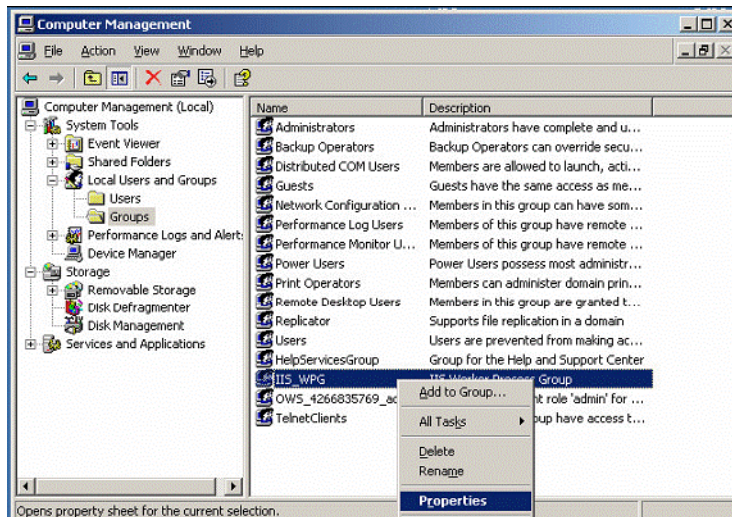 Computer Management
File Action View Window Help
Computer Management (Local)
System Tools
Event Viewer
Shared Folders
Local Users and Groups
Users
Groups
Performance Logs and Alert
Device Manager
Storage
Removable Storage
Disk Defragmenter
Disk Management
Services and Applications
Name Description
Administrators Administrators have complete and u...
Backup Operators Backup Operators can override secu...
Distributed COM Users Members are allowed to launch, acti...
Guests Guests have the same access as me...
Network Configuration ... Members in this group can have som...
Performance Log Users Members of this group have remote ...
Performance Monitor U... Members of this group have remote ...
Power Users Power Users possess most administr...
Print Operators Members can administer domain prin...
Remote Desktop Users Members in this group are granted t...
Replicator Supports file replication in a domain
Users Users are prevented from making ac...
HelpServicesGroup Group for the Help and Support Center
IIS_WPG IIS Worker Process Group
OWS_4266835769_ad nt role 'admin' for ...
TelnetClients oup have access t...
Add to Group...
All Tasks
Delete
Rename
Properties
Opens property sheet for the current selection.